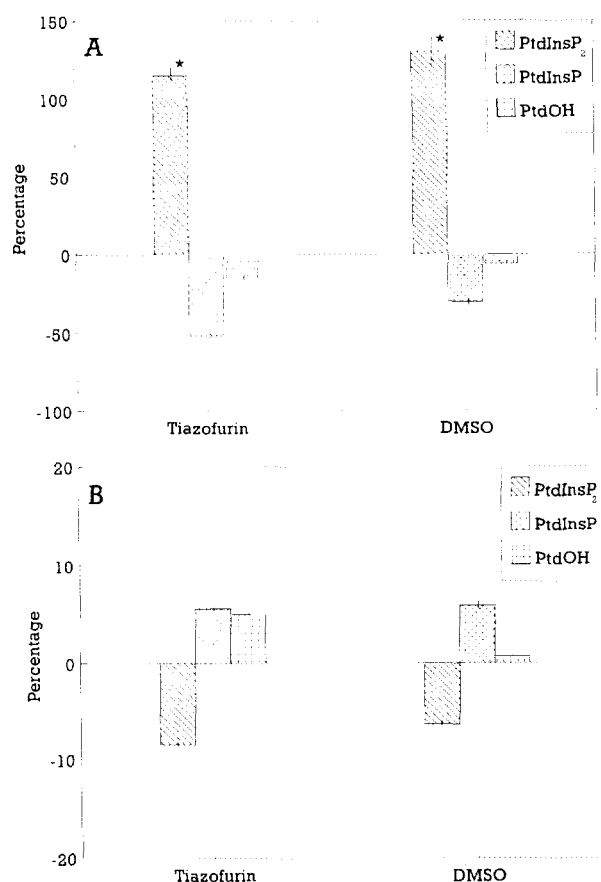 A
150
100
50
0
-50
-100
Percentage
*
*
PtdInsP₂
PtdInsP
PtdOH
Tiazofurin
DMSO
B
20
10
0
-10
-20
Percentage
PtdInsP₂
PtdInsP
PtdOH
Tiazofurin
DMSO